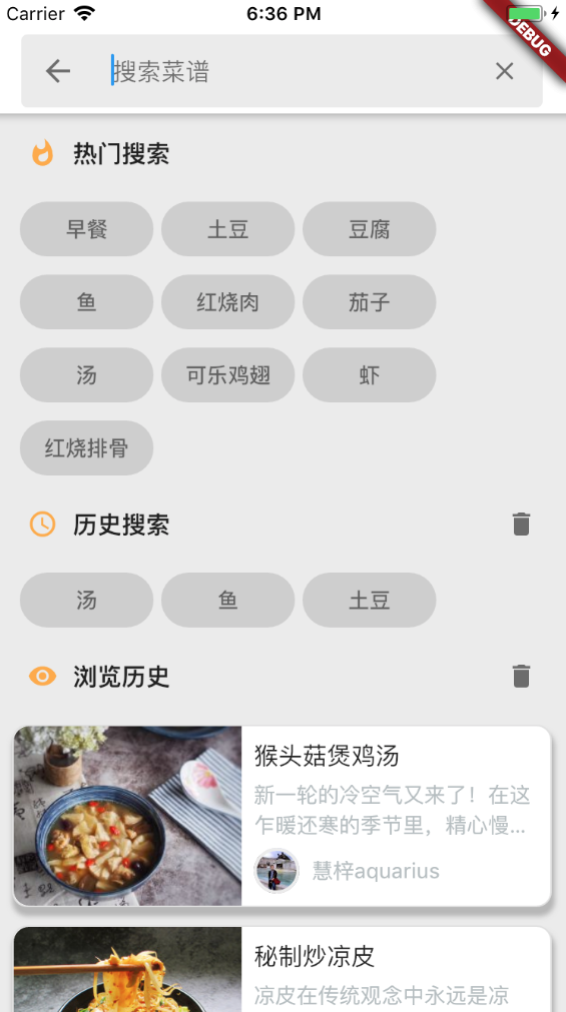 Carrier 6:36 PM
DEBUG
搜索菜谱
热门搜索
早餐 土豆 豆腐
鱼 红烧肉 茄子
汤 可乐鸡翅 虾
红烧排骨
历史搜索
汤 鱼 土豆
浏览历史
猴头菇煲鸡汤
新一轮的冷空气又来了！在这
乍暖还寒的季节里，精心慢...
慧梓aquarius
秘制炒凉皮
凉皮在传统观念中永远是凉